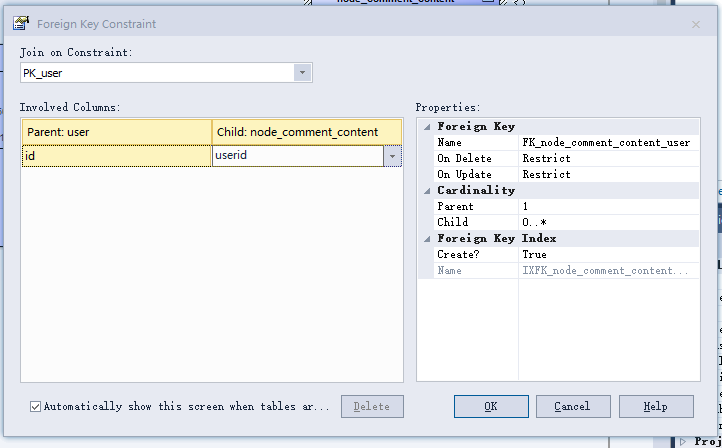 node_comment_content
Foreign Key Constraint
Join on Constraint:
PK_user
Involved Columns:
Parent: user
Child: node_comment_content
id
userid
Properties:
Foreign Key
Name FK_node_comment_content_user
On Delete Restrict
On Update Restrict
Cardinality
Parent 1
Child 0..*
Foreign Key Index
Create? True
Name IXFK_node_comment_content...
Automatically show this screen when tables ar...
Delete
OK
Cancel
Help
Proj